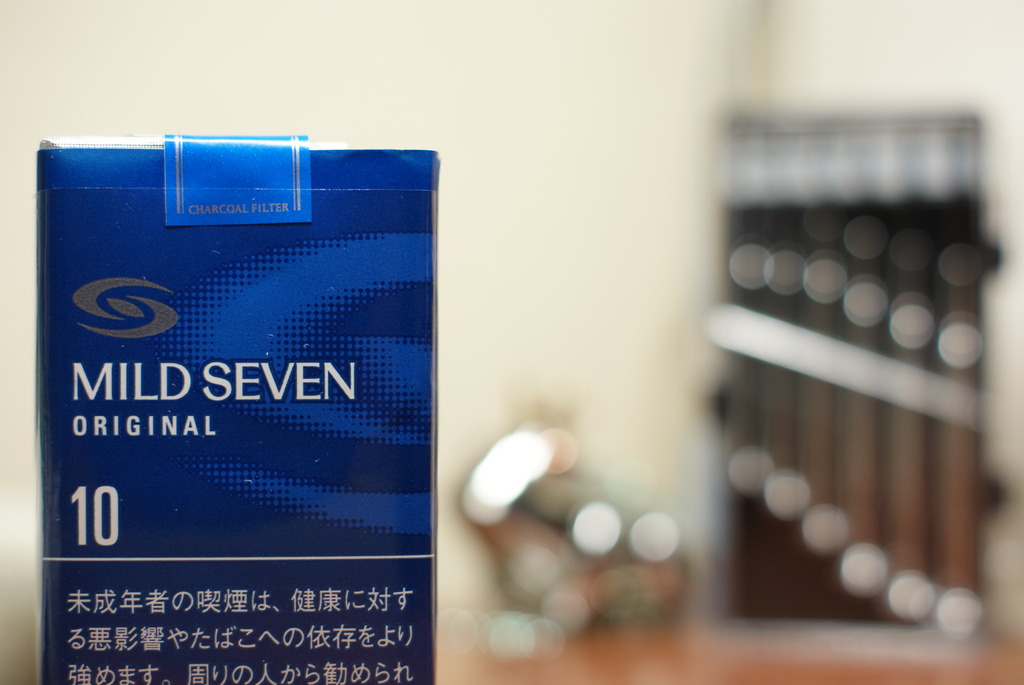 CHARCOAL FILTER
MILD SEVEN
ORIGINAL
10
未成年者の喫煙は、健康に対す
る悪影響やたばこへの依存をより
強めます。周りの人から勧められ